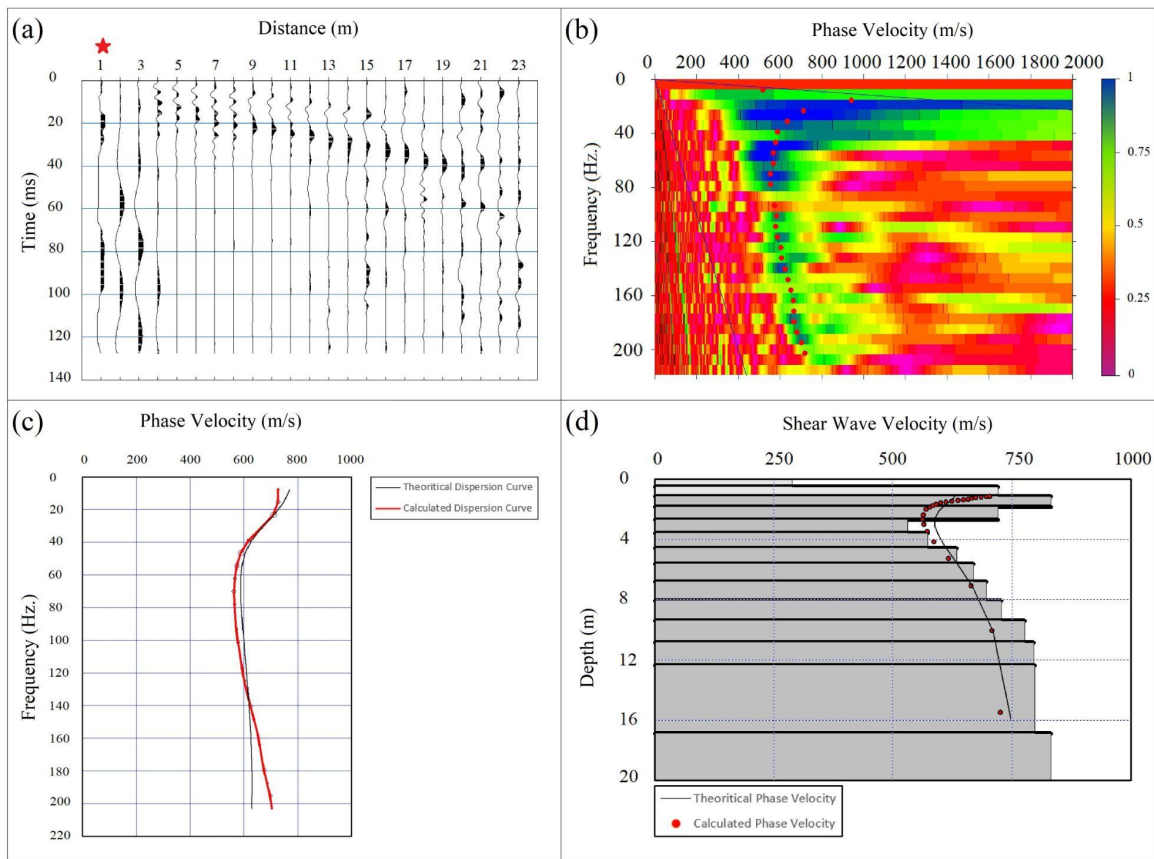 (a)
Distance (m)
1 3 5 7 9 11 13 15 17 19 21 23
Time (ms)
0
20
40
60
80
100
120
140
(b)
Phase Velocity (m/s)
0 200 400 600 800 1000 1200 1400 1600 1800 2000
Frequency (Hz.)
0
40
80
120
160
200
1
0.75
0.5
0.25
0
(c)
Phase Velocity (m/s)
0 200 400 600 800 1000
Frequency (Hz.)
0
20
40
60
80
100
120
140
160
180
200
220
Theoritical Dispersion Curve
Calculated Dispersion Curve
(d)
Shear Wave Velocity (m/s)
0 250 500 750 1000
Depth (m)
0
4
8
12
16
20
Theoritical Phase Velocity
Calculated Phase Velocity